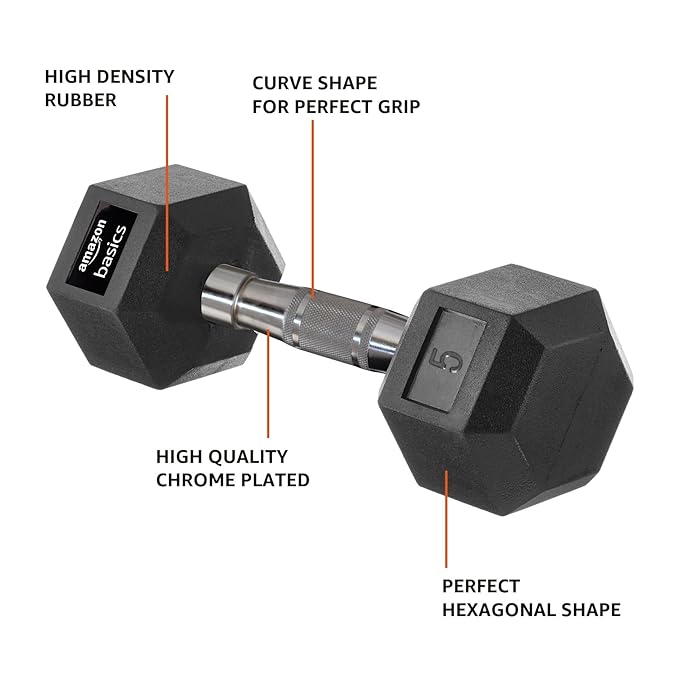 HIGH DENSITY
RUBBER
CURVE SHAPE
FOR PERFECT GRIP
amazon
basics
5
HIGH QUALITY
CHROME PLATED
PERFECT
HEXAGONAL SHAPE